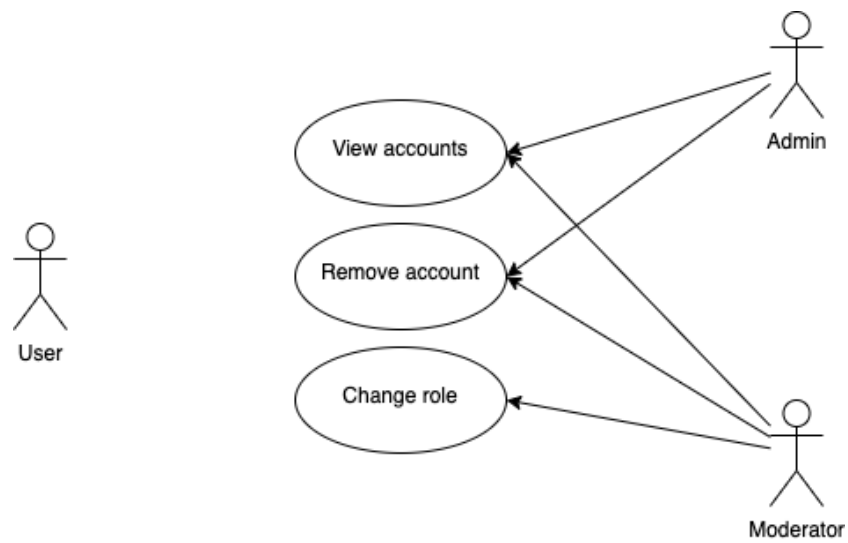 Admin
View accounts
Remove account
User
Change role
Moderator